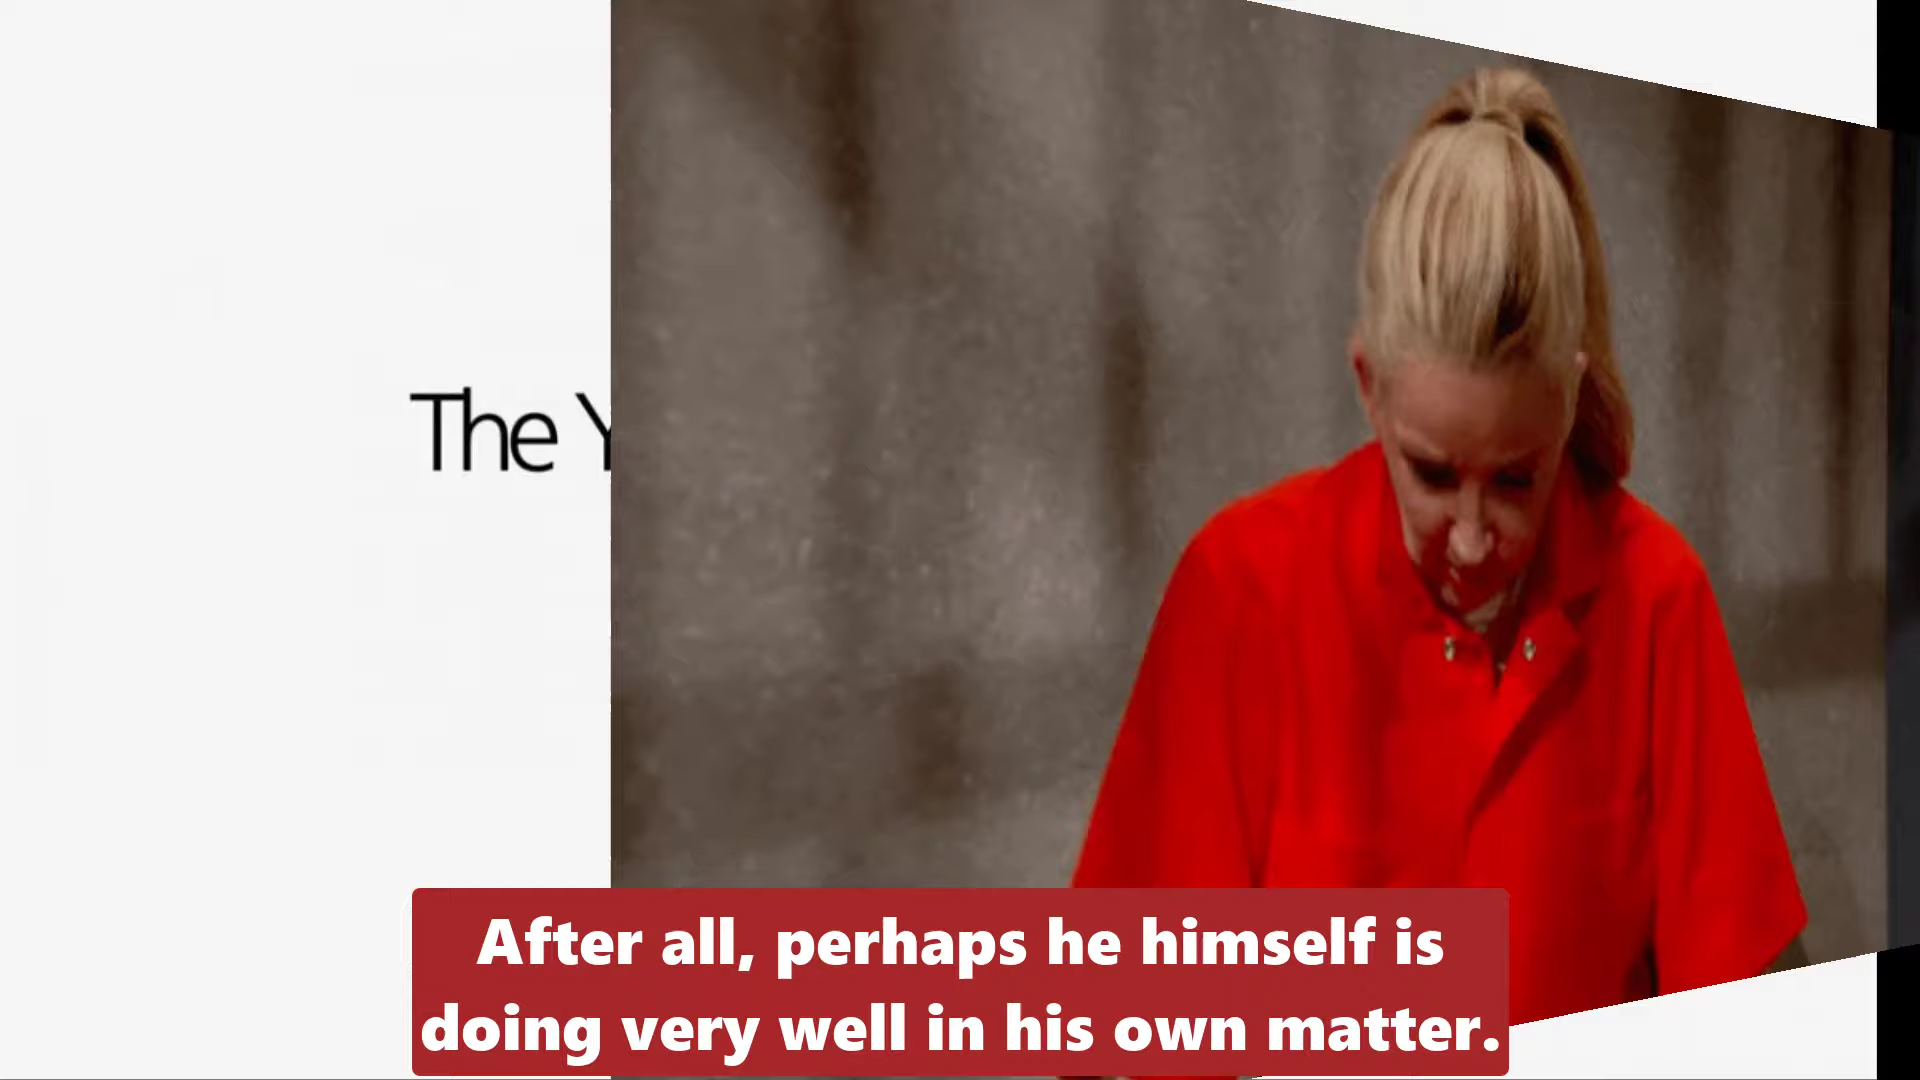 The Y
After all, perhaps he himself is
doing very well in his own matter.